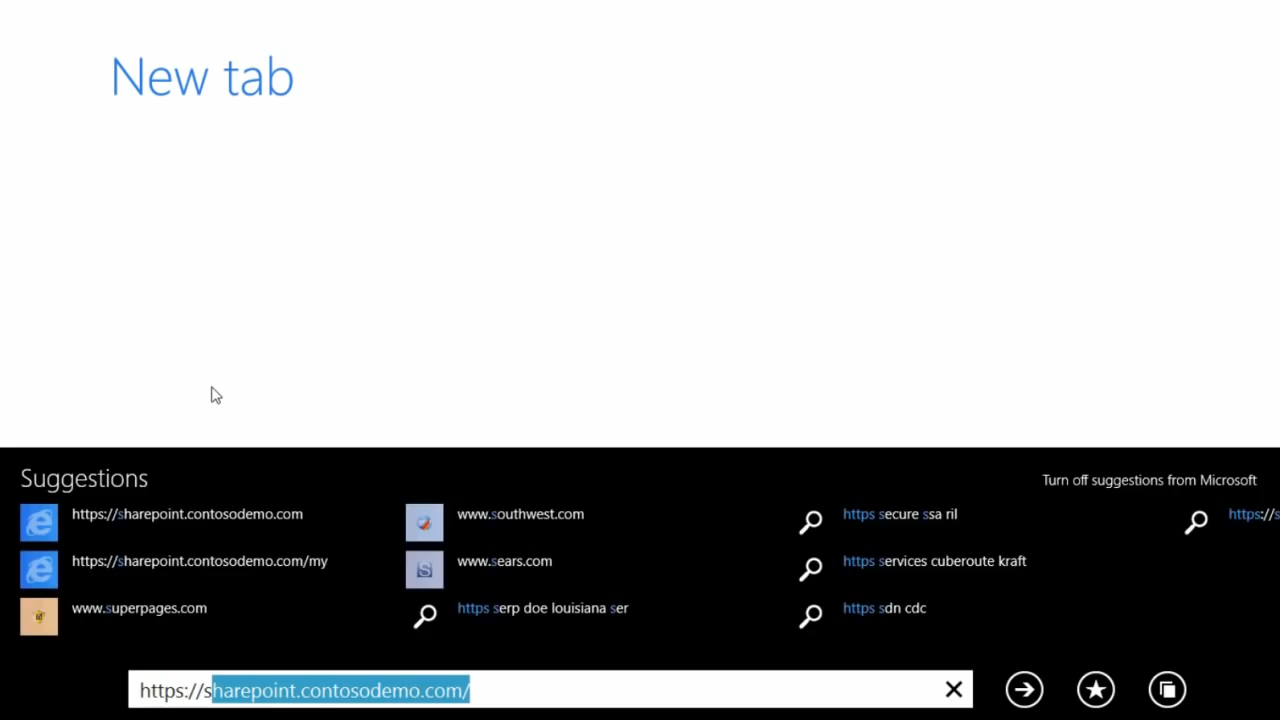 New tab
Suggestions
Turn off suggestions from Microsoft
https://sharepoint.contosodemo.com
www.southwest.com
https secure ssa ril
https://s
https://sharepoint.contosodemo.com/my
www.sears.com
https services cuberoute kraft
www.superpages.com
https serp doe louisiana ser
https sdn cdc
https://sharepoint.contosodemo.com/